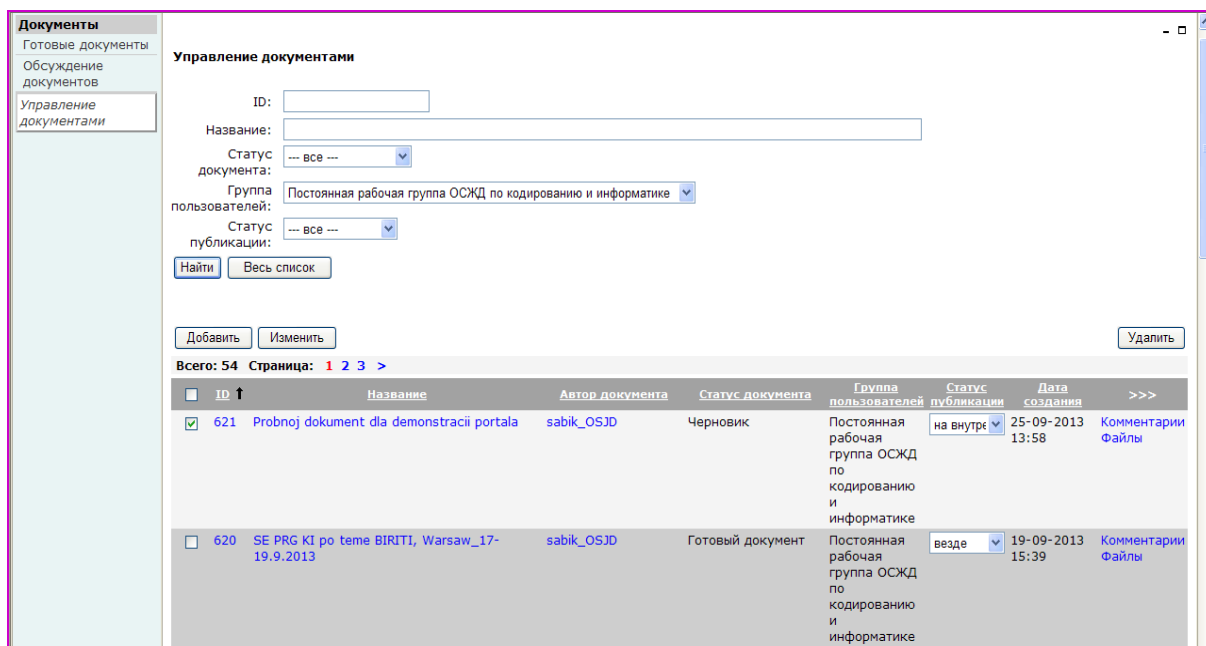 Документы
Готовые документы
Обсуждение
документов
Управление
документами
Управление документами
ID:
Название:
Статус
документа:
--- все ---
Группа
пользователей:
Постоянная рабочая группа ОСЖД по кодированию и информатике
Статус
публикации:
--- все ---
Найти Весь список
Добавить Изменить Удалить
Всего: 54 Страница: 1 2 3 >
ID Название Автор документа Статус документа Группа пользователей Статус публикации Дата создания >>>
621 Probnoj dokument dla demonstracii portala sabik_OSJD Черновик Постоянная на внутре 25-09-2013 Комментарии
рабочая 13:58 Файлы
группа ОСЖД
по
кодированию
и
информатике
620 SE PRG KI po teme BIRITI, Warsaw_17- sabik_OSJD Готовый документ Постоянная везде 19-09-2013 Комментарии
19.9.2013 рабочая 15:39 Файлы
группа ОСЖД
по
кодированию
и
информатике